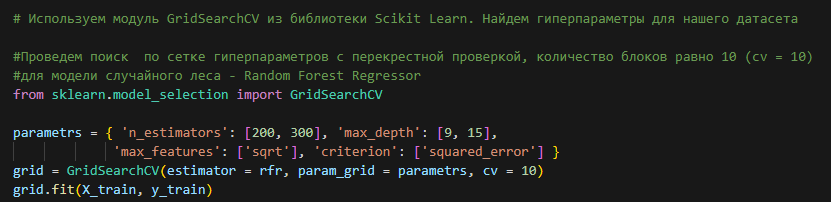 # Используем модуль GridSearchCV из библиотеки Scikit Learn. Найдем гиперпараметры для нашего датасета
#Проведем поиск  по сетке гиперпараметров с перекрестной проверкой, количество блоков равно 10 (cv = 10)
#для модели случайного леса - Random Forest Regressor
from sklearn.model_selection import GridSearchCV
parametrs = { 'n_estimators': [200, 300], 'max_depth': [9, 15],
             'max_features': ['sqrt'], 'criterion': ['squared_error'] }
grid = GridSearchCV(estimator = rfr, param_grid = parametrs, cv = 10)
grid.fit(X_train, y_train)